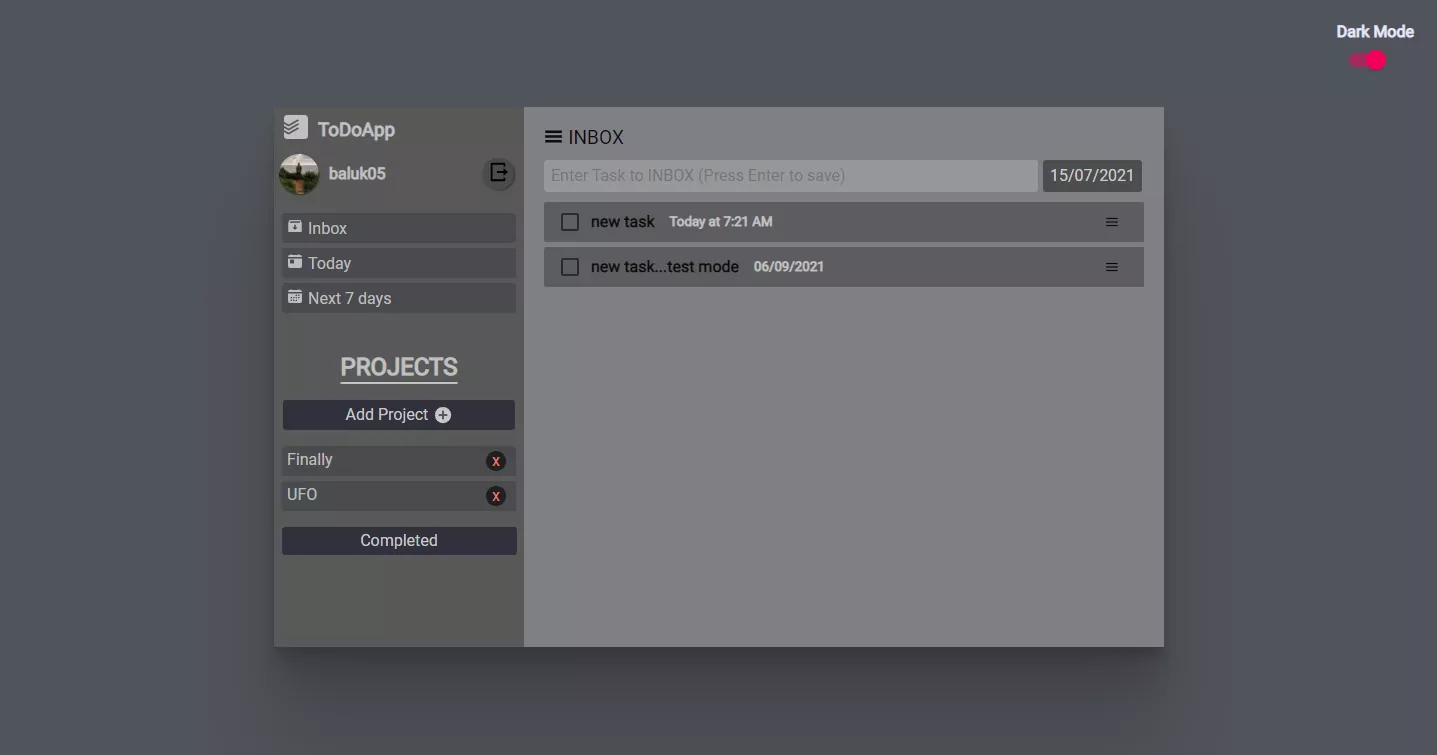 Dark Mode
ToDoApp
baluk05
Inbox
Today
Next 7 days
PROJECTS
Add Project
Finally
X
UFO
X
Completed
INBOX
Enter Task to INBOX (Press Enter to save)
15/07/2021
new task Today at 7:21 AM
new task...test mode 06/09/2021